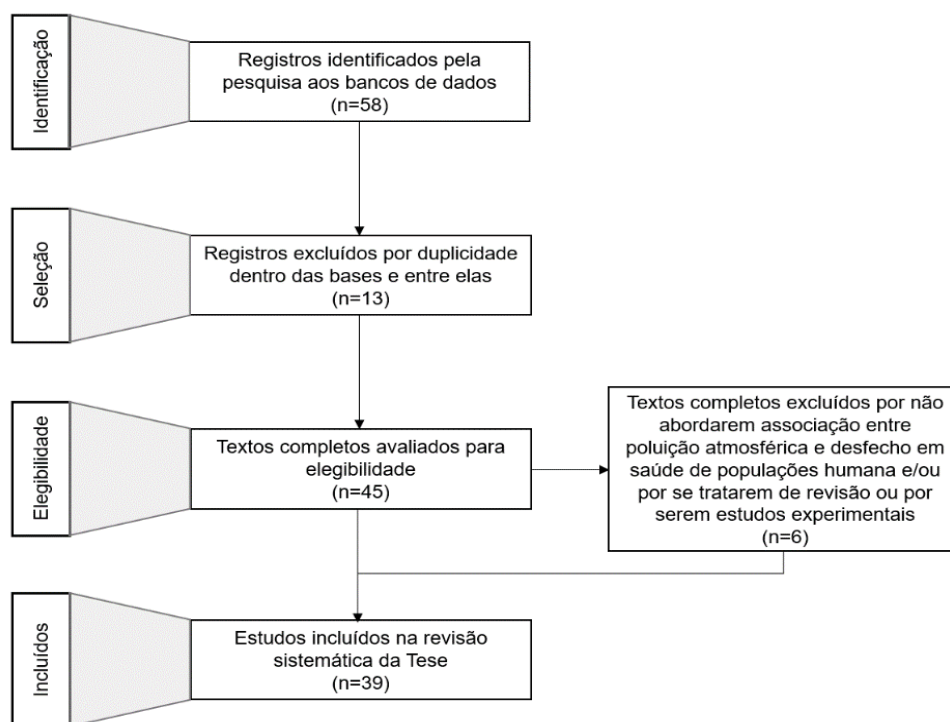 Identificação
Registros identificados pela
pesquisa aos bancos de dados
(n=58)
Seleção
Registros excluídos por duplicidade
dentro das bases e entre elas
(n=13)
Elegibilidade
Textos completos avaliados para
elegibilidade
(n=45)
Textos completos excluídos por não
abordarem associação entre
poluição atmosférica e desfecho em
saúde de populações humana e/ou
por se tratarem de revisão ou por
serem estudos experimentais
(n=6)
Incluídos
Estudos incluídos na revisão
sistemática da Tese
(n=39)